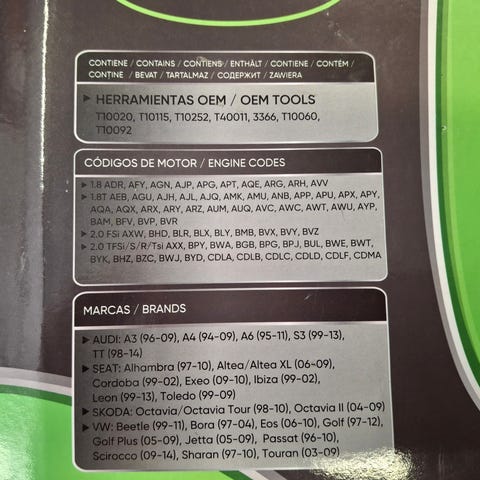 CONTIENE / CONTAINS / CONTIENS / ENTHÄLT / CONTIENE / CONTÉM /
CONȚINE / BEVAT / TARTALMAZ / СОДЕРЖИТ / ZAWIERA
HERRAMIENTAS OEM / OEM TOOLS
T10020, T10115, T10252, T40011, 3366, T10060,
T10092
CÓDIGOS DE MOTOR / ENGINE CODES
1.8 ADR, AFY, AGN, AJP, APG, APT, AQE, ARG, ARH, AVV
1.8T AEB, AGU, AJH, AJL, AJQ, AMK, AMU, ANB, APP, APU, APX, APY,
AQA, AQX, ARX, ARY, ARZ, AUM, AUQ, AVC, AWC, AWT, AWU, AYP,
BAM, BFV, BVP, BVR
2.0 FSi AXW, BHD, BLR, BLX, BLY, BMB, BVX, BVY, BVZ
2.0 TFSi/S/R/Tsi AXX, BPY, BWA, BGB, BPG, BPJ, BUL, BWE, BWT,
BYK, BHZ, BZC, BWJ, BYD, CDLA, CDLB, CDLC, CDLD, CDLF, CDMA
MARCAS / BRANDS
AUDI: A3 (96-09), A4 (94-09), A6 (95-11), S3 (99-13),
TT (98-14)
SEAT: Alhambra (97-10), Altea/Altea XL (06-09),
Cordoba (99-02), Exeo (09-10), Ibiza (99-02),
Leon (99-13), Toledo (99-09)
SKODA: Octavia/Octavia Tour (98-10), Octavia II (04-09)
VW: Beetle (99-11), Bora (97-04), Eos (06-10), Golf (97-12),
Golf Plus (05-09), Jetta (05-09), Passat (96-10),
Scirocco (09-14), Sharan (97-10), Touran (03-09)